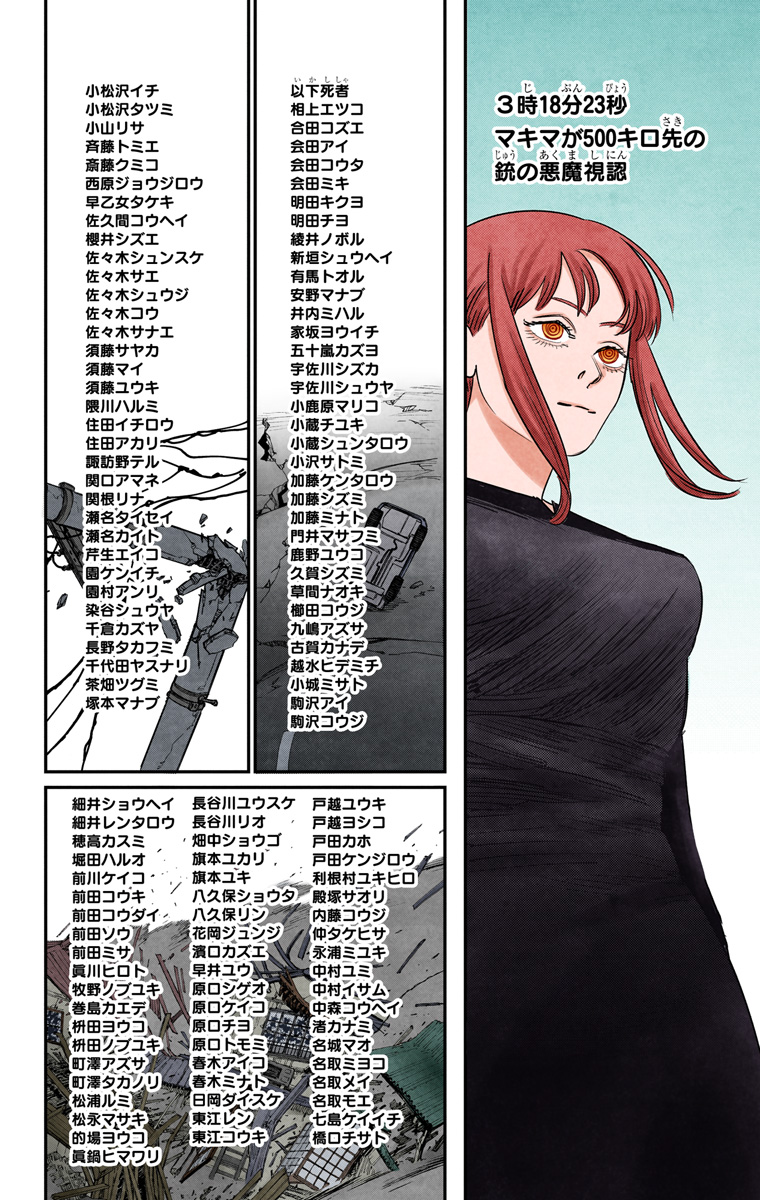 3時18分23秒
マキマが500キロ先の
銃の悪魔視認
以下死者
相上エツコ
合田コズエ
会田アイ
会田コウタ
会田ミキ
明田キクヨ
明田チヨ
綾井ノボル
新垣シュウヘイ
有馬トオル
安野マナブ
井内ミハル
家坂ヨウイチ
五十嵐カズヨ
宇佐川シズカ
宇佐川シュウヤ
小鹿原マリコ
小蔵チユキ
小蔵シュンタロウ
小沢サトミ
加藤ケンタロウ
加藤シズミ
加藤ミナト
門井マサフミ
鹿野ユウコ
久賀シズミ
草間ナオキ
櫛田コウジ
九嶋アズサ
古賀カナデ
越水ヒデミチ
小城ミサト
駒沢アイ
駒沢コウジ
小松沢イチ
小松沢タツミ
小山リサ
斉藤トミエ
斎藤クミコ
西原ジョウジロウ
早乙女タケキ
佐久間コウヘイ
櫻井シズエ
佐々木シュンスケ
佐々木サエ
佐々木シュウジ
佐々木コウ
佐々木サナエ
須藤サヤカ
須藤マイ
須藤ユウキ
隈川ハルミ
住田イチロウ
住田アカリ
諏訪野テル
関口アマネ
関根リナ
瀬名タイセイ
瀬名カイト
芹生エイコ
園ケンイチ
園村アンリ
染谷シュウヤ
千倉カズヤ
長野タカフミ
千代田ヤスナリ
茶畑ツグミ
塚本マナブ
戸越ユウキ
戸越ヨシコ
戸田カホ
戸田ケンジロウ
利根村ユキヒロ
殿塚サオリ
内藤コウジ
仲タケヒサ
永浦ミユキ
中村ユミ
中村イサム
中森コウヘイ
渚カナミ
名城マオ
名取ミヨコ
名取メイ
名取モエ
七島ケイイチ
橋口チサト
長谷川ユウスケ
長谷川リオ
畑中ショウゴ
旗本ユカリ
旗本ユキ
八久保ショウタ
八久保リン
花岡ジュンジ
濱口カズエ
早井ユウ
原口シゲオ
原口ケイコ
原口チヨ
原口トモミ
春木アイコ
春木ミナト
日岡ダイスケ
東江レン
東江コウキ
細井ショウヘイ
細井レンタロウ
穂高カスミ
堀田ハルオ
前川ケイコ
前田コウキ
前田コウダイ
前田ソウ
前田ミサ
眞川ヒロト
牧野ノブユキ
巻島カエデ
枡田ヨウコ
枡田ノブユキ
町澤アズサ
町澤タカノリ
松浦ルミ
松永マサキ
的場ヨウコ
眞鍋ヒマワリ